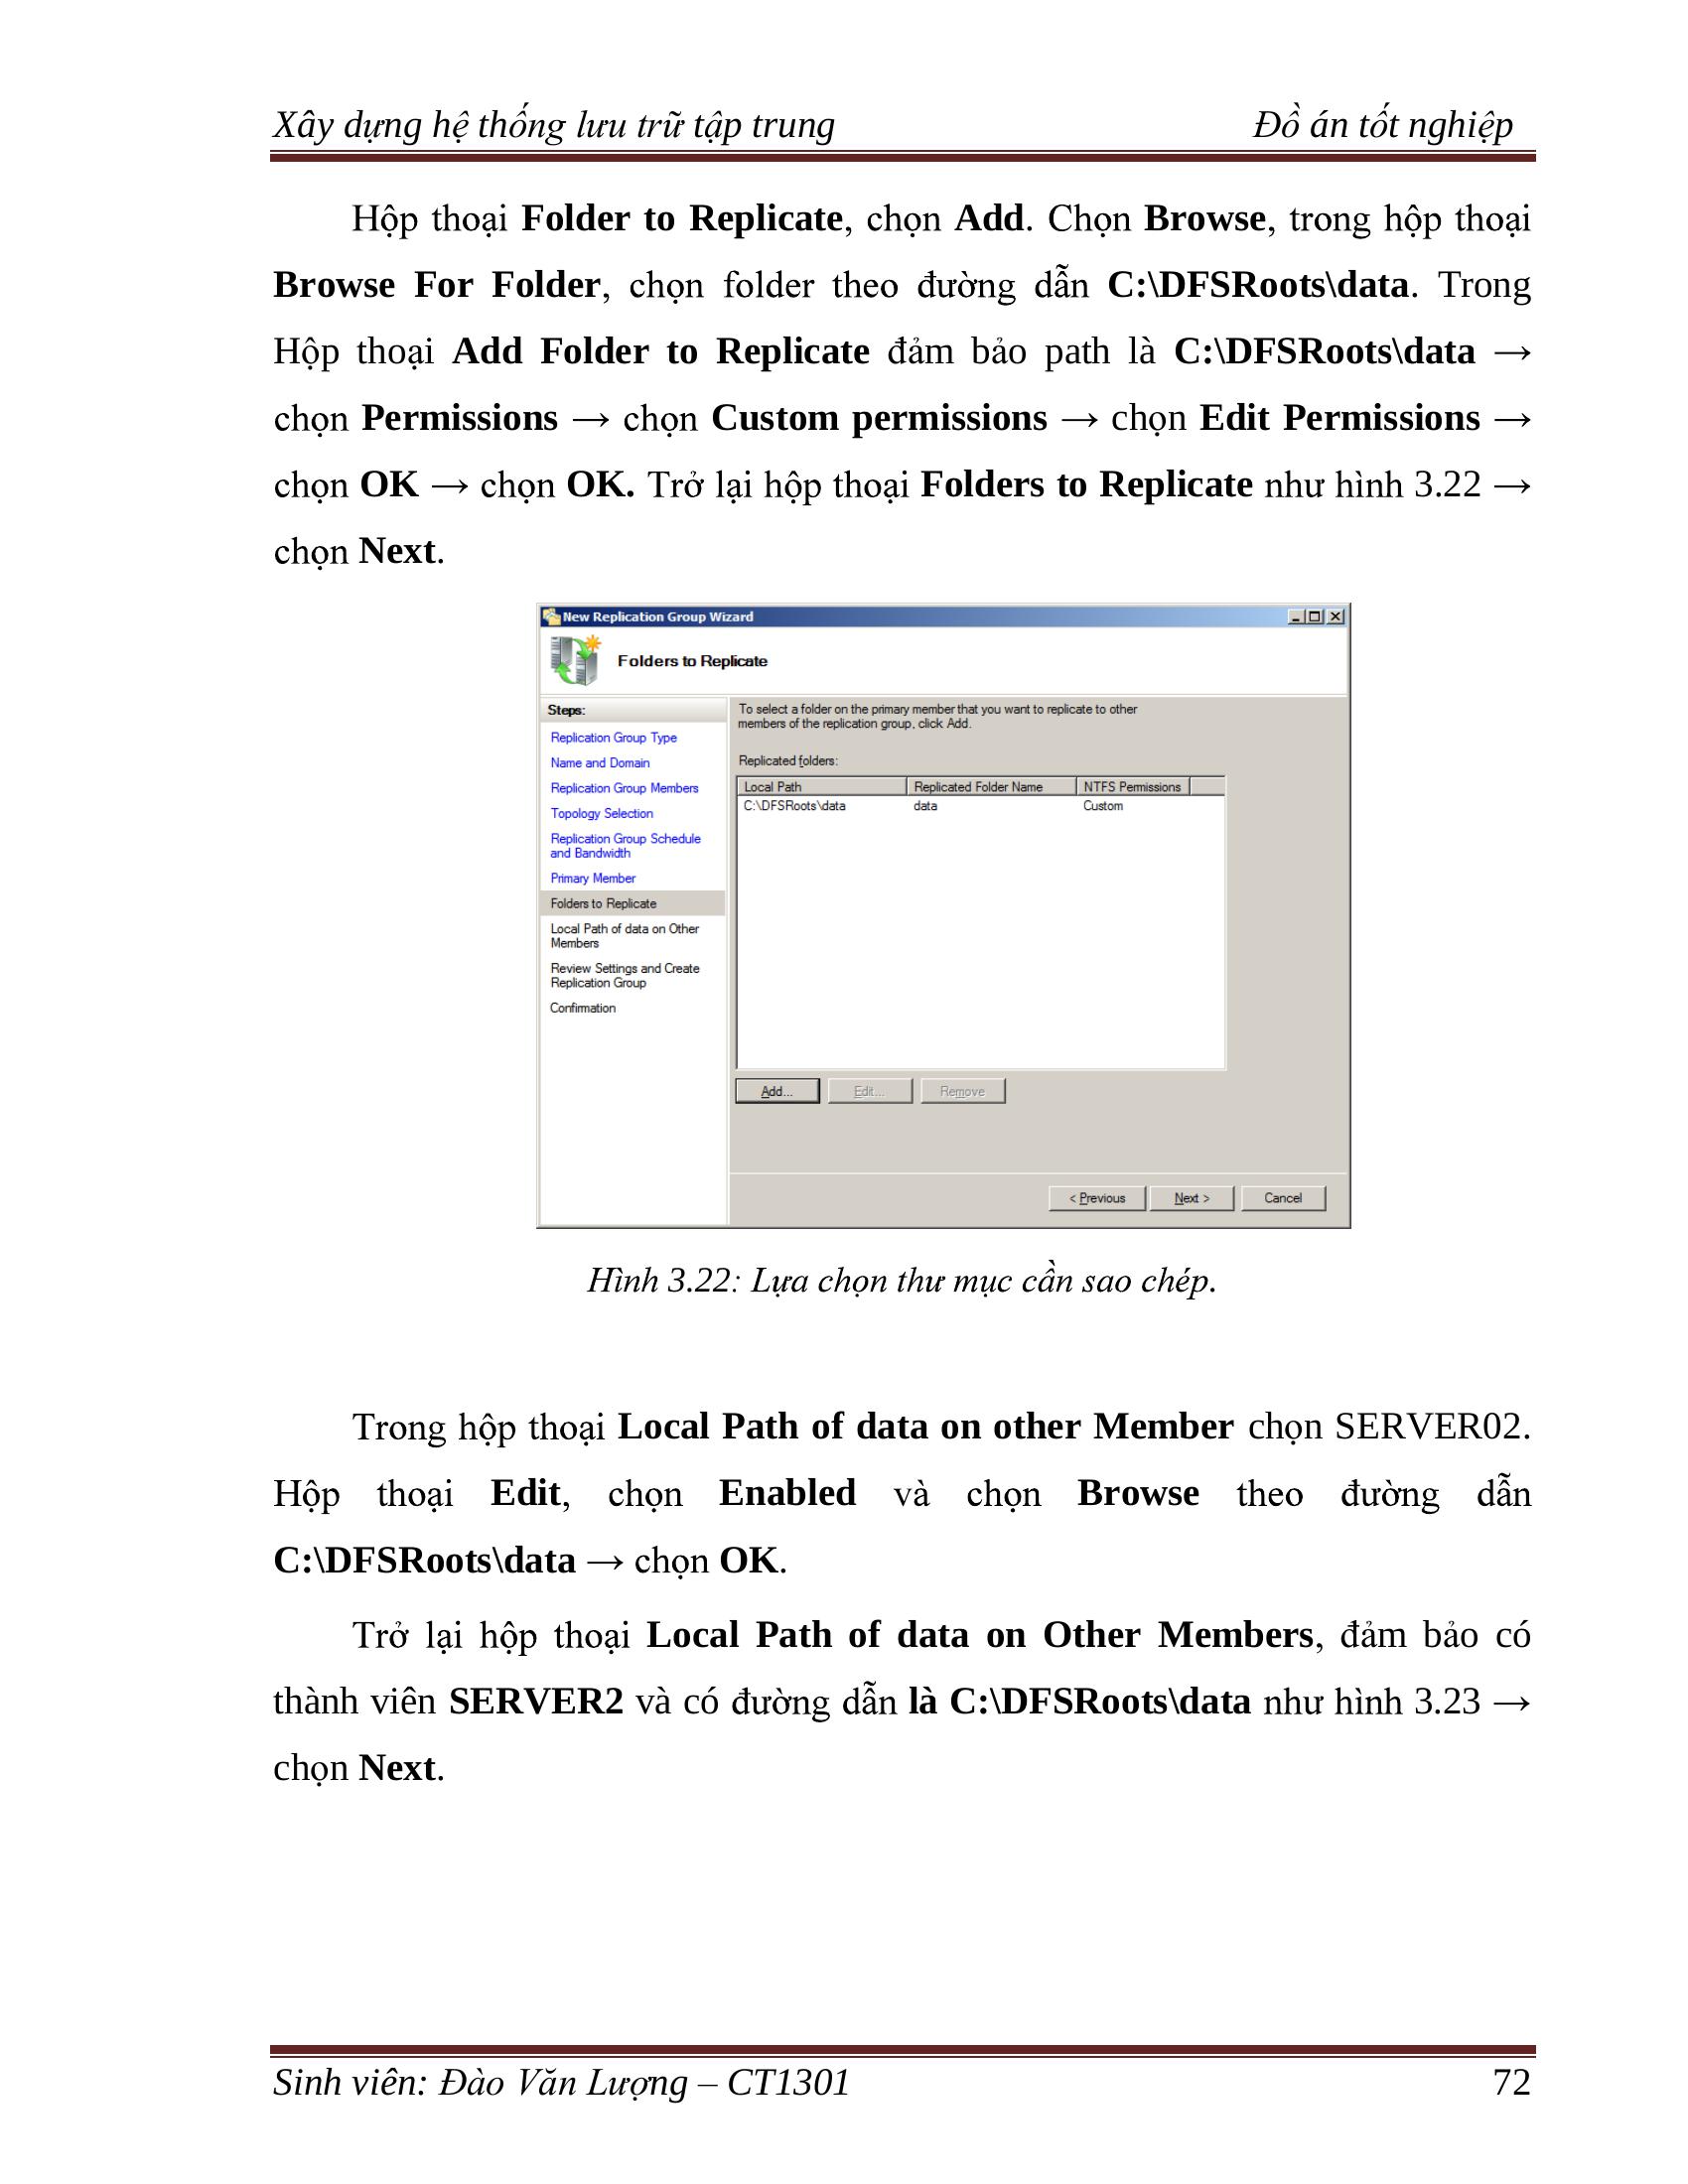 Xây dựng hệ thống lưu trữ tập trung Đồ án tốt nghiệp
Hộp thoại Folder to Replicate, chọn Add. Chọn Browse, trong hộp thoại
Browse For Folder, chọn folder theo đường dẫn C:\DFSRoots\data. Trong
Hộp thoại Add Folder to Replicate đảm bảo path là C:\DFSRoots\data →
chọn Permissions → chọn Custom permissions → chọn Edit Permissions →
chọn OK → chọn OK. Trở lại hộp thoại Folders to Replicate như hình 3.22 →
chọn Next.
New Replication Group Wizard
Folders to Replicate
Steps:
Replication Group Type
Name and Domain
Replication Group Members
Topology Selection
Replication Group Schedule
and Bandwidth
Primary Member
Folders to Replicate
Local Path of data on Other
Members
Review Settings and Create
Replication Group
Confirmation
To select a folder on the primary member that you want to replicate to other
members of the replication group, click Add.
Replicated folders:
Local Path Replicated Folder Name NTFS Permissions
C:\DFSRoots\data data Custom
Add... Edit... Remove
< Previous Next > Cancel
Hình 3.22: Lựa chọn thư mục cần sao chép.
Trong hộp thoại Local Path of data on other Member chọn SERVER02.
Hộp thoại Edit, chọn Enabled và chọn Browse theo đường dẫn
C:\DFSRoots\data → chọn OK.
Trở lại hộp thoại Local Path of data on Other Members, đảm bảo có
thành viên SERVER2 và có đường dẫn là C:\DFSRoots\data như hình 3.23 →
chọn Next.
Sinh viên: Đào Văn Lượng – CT1301 72